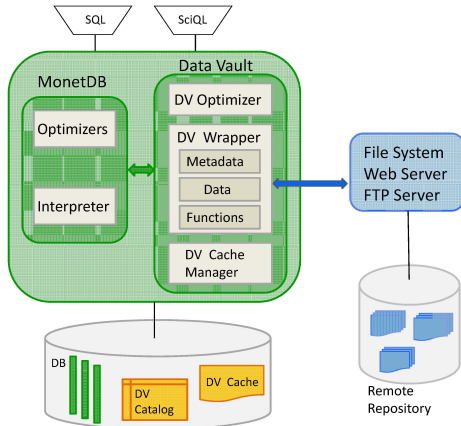 SQL
SciQL
MonetDB
Data Vault
Optimizers
Interpreter
DV Optimizer
DV Wrapper
Metadata
Data
Functions
DV Cache
Manager
File System
Web Server
FTP Server
DB
DV
Catalog
DV Cache
Remote
Repository